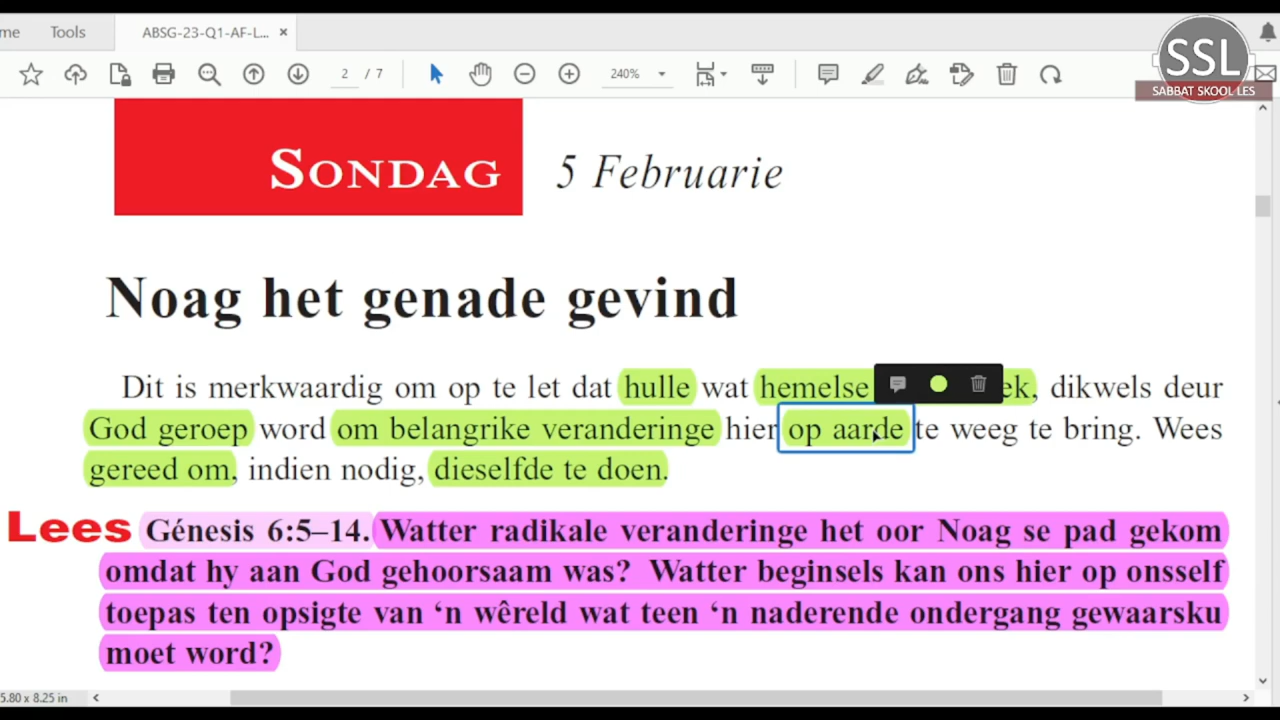 me Tools ABSG-23-Q1-AF-L... ×
SSL
SABBAT SKOOL LES
2 / 7 240%
SONDAG 5 Februarie
Noag het genade gevind
Dit is merkwaardig om op te let dat hulle wat hemelse ek, dikwels deur
God geroep word om belangrike veranderinge hier op aarde te weeg te bring. Wees
gereed om, indien nodig, dieselfde te doen.
Lees Génesis 6:5–14. Watter radikale veranderinge het oor Noag se pad gekom
omdat hy aan God gehoorsaam was? Watter beginsels kan ons hier op onsself
toepas ten opsigte van ‘n wêreld wat teen ‘n naderende ondergang gewaarsku
moet word?
5.80 x 8.25 in